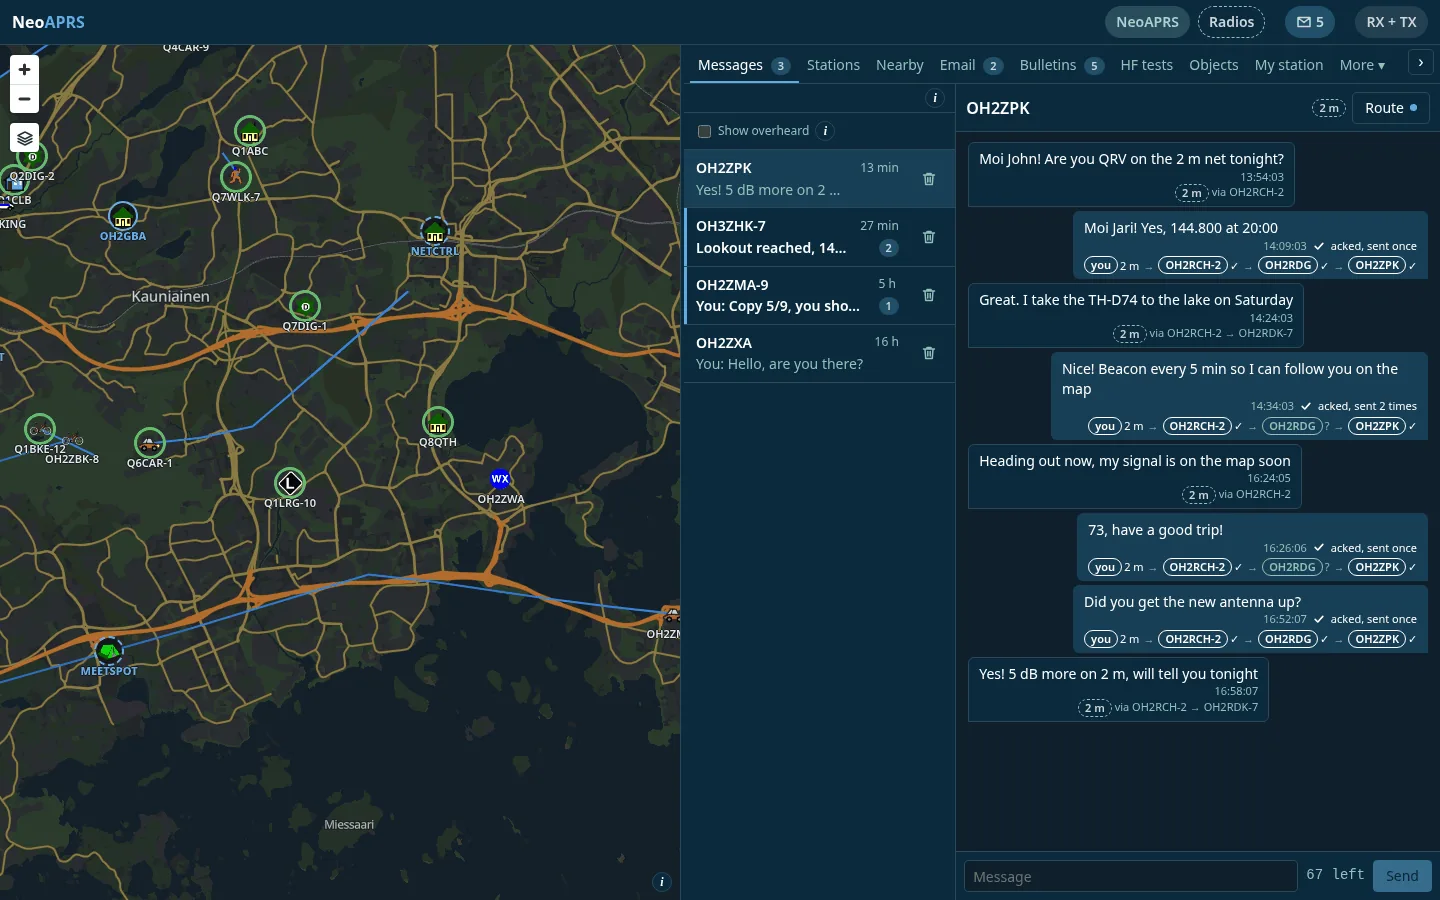 NeoAPRS
NeoAPRS
Radios
5
RX + TX
Q4CAR-9
+
−
Q1ABC
Q2DIG-2
Q7WLK-7
Q1CLB
KING
OH2GBA
NETCTRL
Kauniainen
D
Q7DIG-1
Q1BKE-12
OH2ZBK-8
Q6CAR-1
Q8QTH
L
Q1LRG-10
WX
OH2ZWA
OH2ZM
MEETSPOT
Miessaari
i
Messages 3
Stations
Nearby
Email 2
Bulletins 5
HF tests
Objects
My station
More ▾
›
i
Show overheard i
OH2ZPK 13 min
Yes! 5 dB more on 2 ...
OH3ZHK-7 27 min
Lookout reached, 14... 2
OH2ZMA-9 5 h
You: Copy 5/9, you sho... 1
OH2ZXA 16 h
You: Hello, are you there?
OH2ZPK 2 m Route
Moi John! Are you QRV on the 2 m net tonight?
13:54:03
2 m via OH2RCH-2
Moi Jari! Yes, 144.800 at 20:00
14:09:03 ✓ acked, sent once
you 2 m → OH2RCH-2 ✓ → OH2RDG ✓ → OH2ZPK ✓
Great. I take the TH-D74 to the lake on Saturday
14:24:03
2 m via OH2RCH-2 → OH2RDK-7
Nice! Beacon every 5 min so I can follow you on the
map
14:34:03 ✓ acked, sent 2 times
you 2 m → OH2RCH-2 ✓ → OH2RDG ? → OH2ZPK ✓
Heading out now, my signal is on the map soon
16:24:05
2 m via OH2RCH-2
73, have a good trip!
16:26:06 ✓ acked, sent once
you 2 m → OH2RCH-2 ✓ → OH2RDG ? → OH2ZPK ✓
Did you get the new antenna up?
16:52:07 ✓ acked, sent once
you 2 m → OH2RCH-2 ✓ → OH2RDG ✓ → OH2ZPK ✓
Yes! 5 dB more on 2 m, will tell you tonight
16:58:07
2 m via OH2RCH-2 → OH2RDK-7
Message
67 left
Send